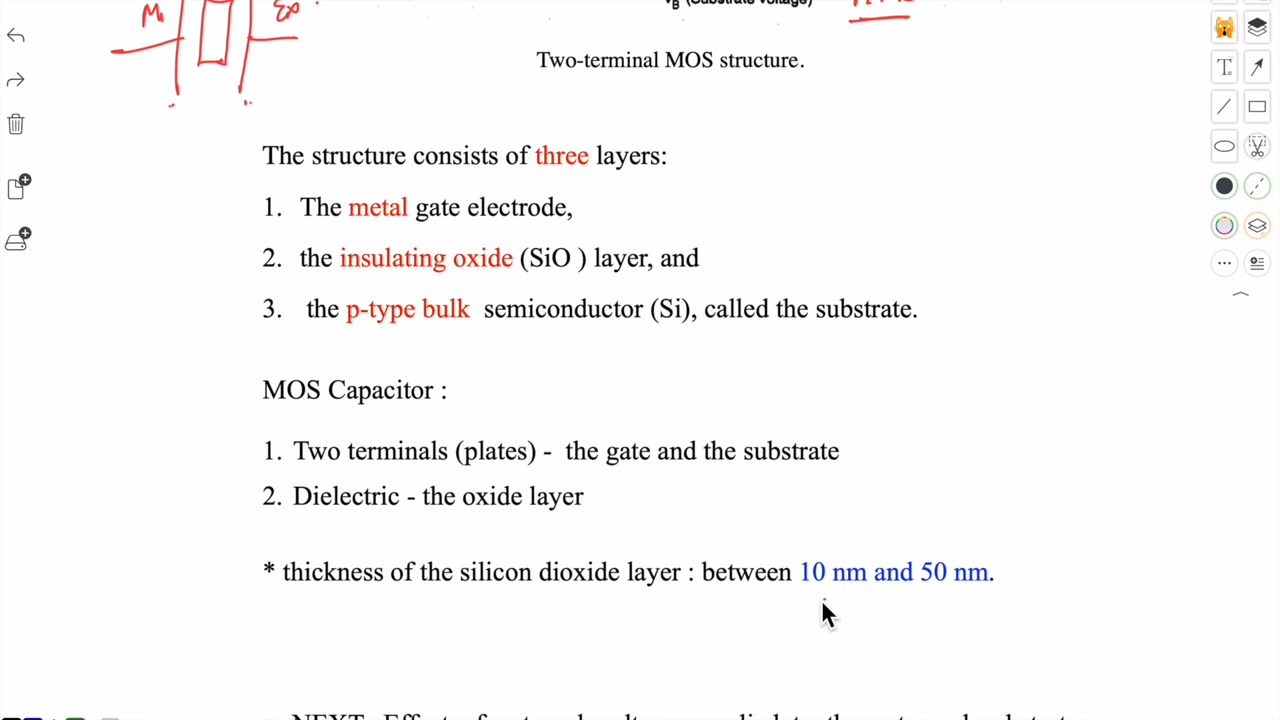 M
V_B (Substrate voltage)
Two-terminal MOS structure.
The structure consists of three layers:
1. The metal gate electrode,
2. the insulating oxide (SiO ) layer, and
3. the p-type bulk semiconductor (Si), called the substrate.
MOS Capacitor :
1. Two terminals (plates) - the gate and the substrate
2. Dielectric - the oxide layer
* thickness of the silicon dioxide layer : between 10 nm and 50 nm.